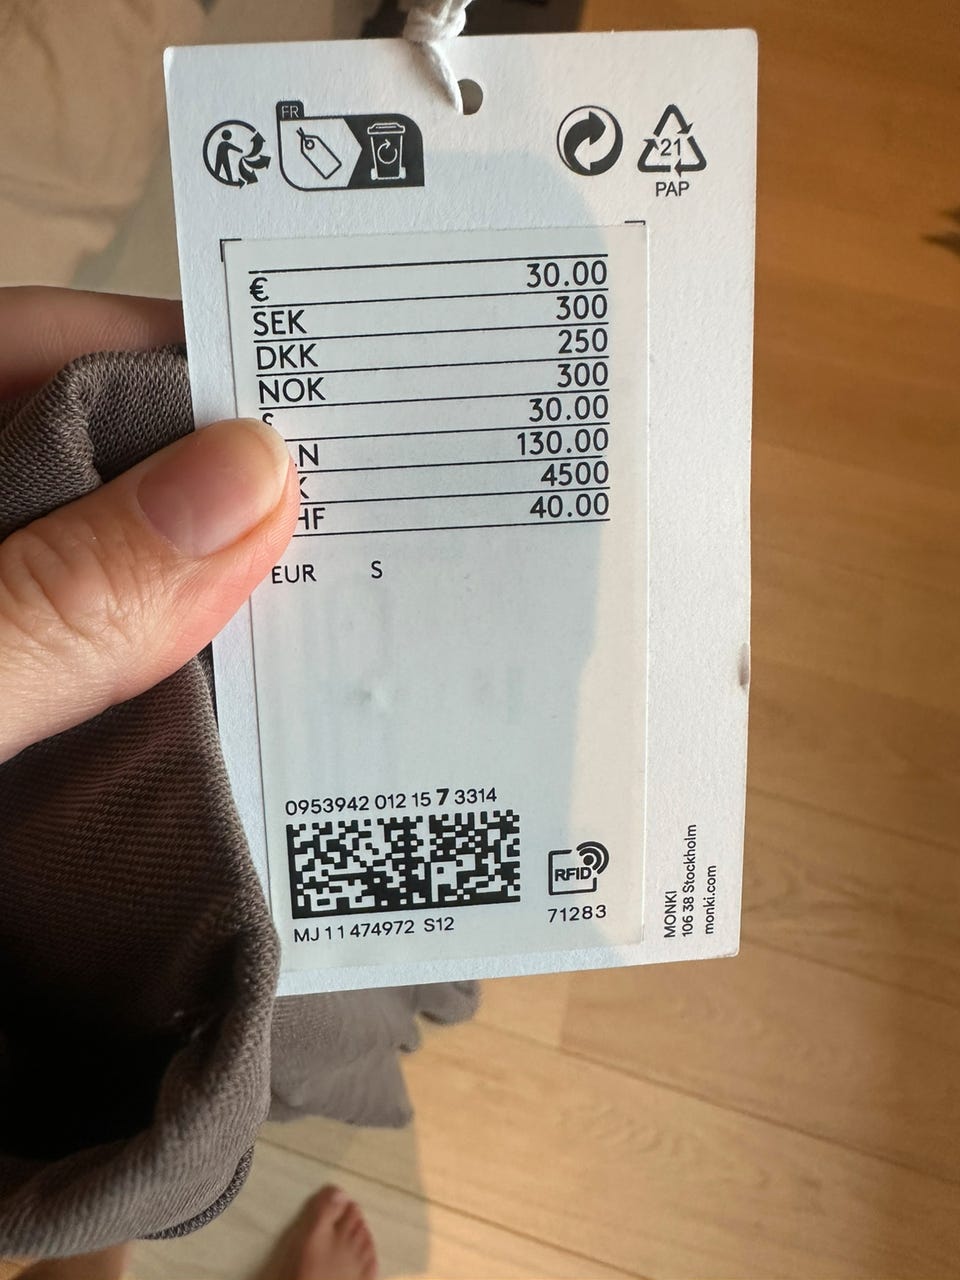 FR
21
PAP
€ 30.00
SEK 300
DKK 250
NOK 300
30.00
130.00
4500
40.00
EUR S
0953942 012 15 7 3314
RFID
MJ 11 474972 S12
71283
MONKI
106 38 Stockholm
monki.com